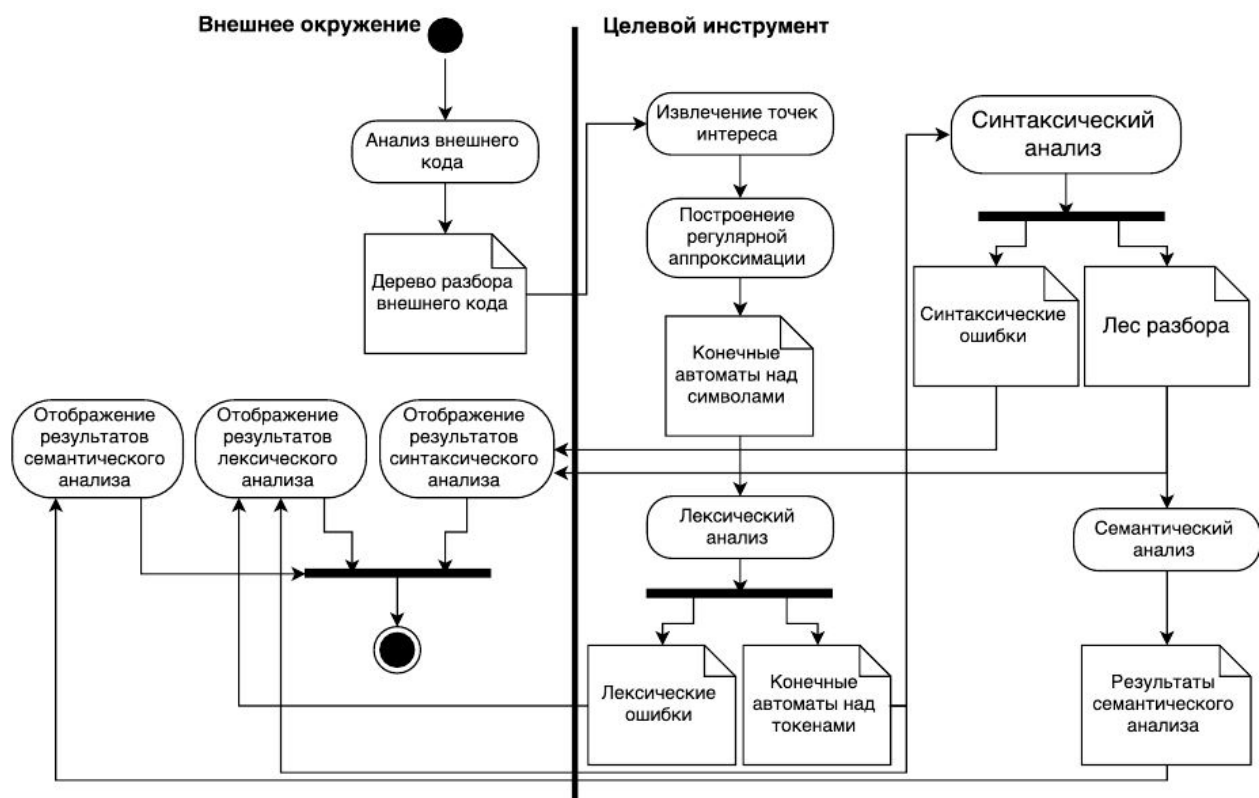 Внешнее окружение
Целевой инструмент
Анализ внешнего
кода
Дерево разбора
внешнего кода
Извлечение точек
интереса
Построенеие
регулярной
аппроксимации
Конечные
автоматы над
символами
Синтаксический
анализ
Синтаксические
ошибки
Лес разбора
Отображение
результатов
семантического
анализа
Отображение
результатов
лексического
анализа
Отображение
результатов
синтаксического
анализа
Лексический
анализ
Семантический
анализ
Лексические
ошибки
Конечные
автоматы над
токенами
Результаты
семантического
анализа